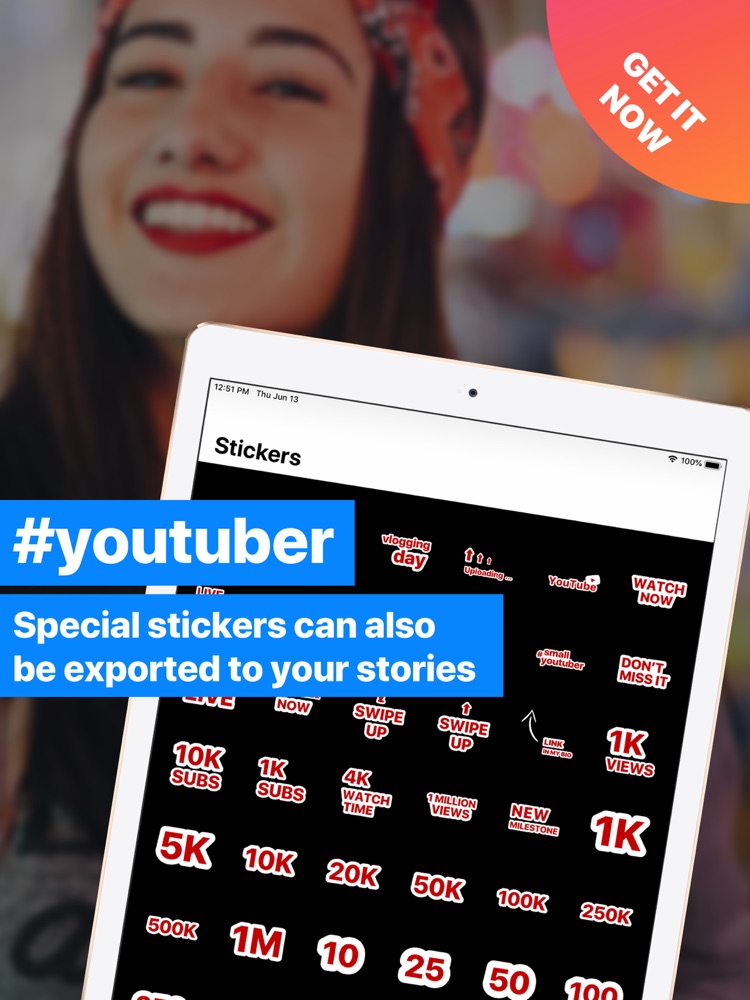 GET IT
NOW
12:51 PM Thu Jun 13
100%
Stickers
#youtuber
Special stickers can also
be exported to your stories
vlogging
day
Uploading ...
YouTube
WATCH
NOW
LIVE
#small
youtuber
DON'T
MISS IT
LIVE
NOW
SWIPE
UP
SWIPE
UP
LINK
IN MY BIO
1K
VIEWS
10K
SUBS
1K
SUBS
4K
WATCH
TIME
1 MILLION
VIEWS
NEW
MILESTONE
1K
5K
10K
20K
50K
100K
250K
500K
1M
10
25
50
100